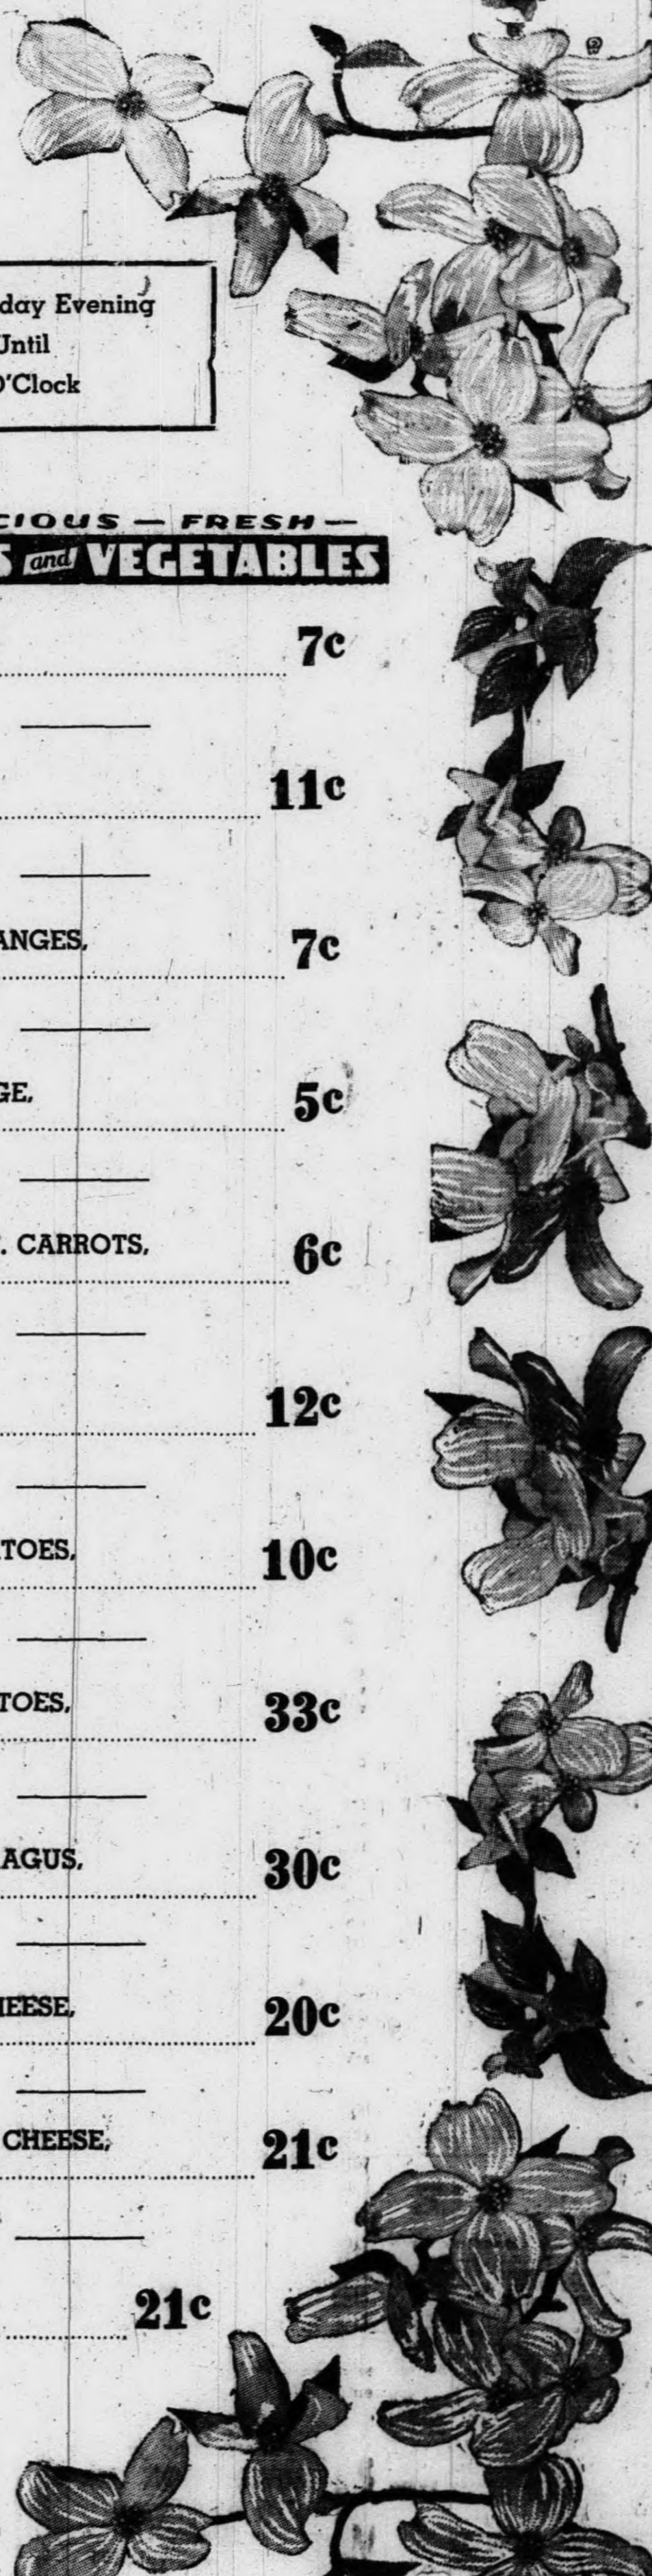 day Evening
Until
O'Clock
CIOUS — FRESH —
S and VEGETABLES
7c
11c
ANGES, 7c
GE, 5c
. CARROTS, 6c
12c
TOES, 10c
TOES, 33c
AGUS, 30c
HEESE, 20c
CHEESE, 21c
21c